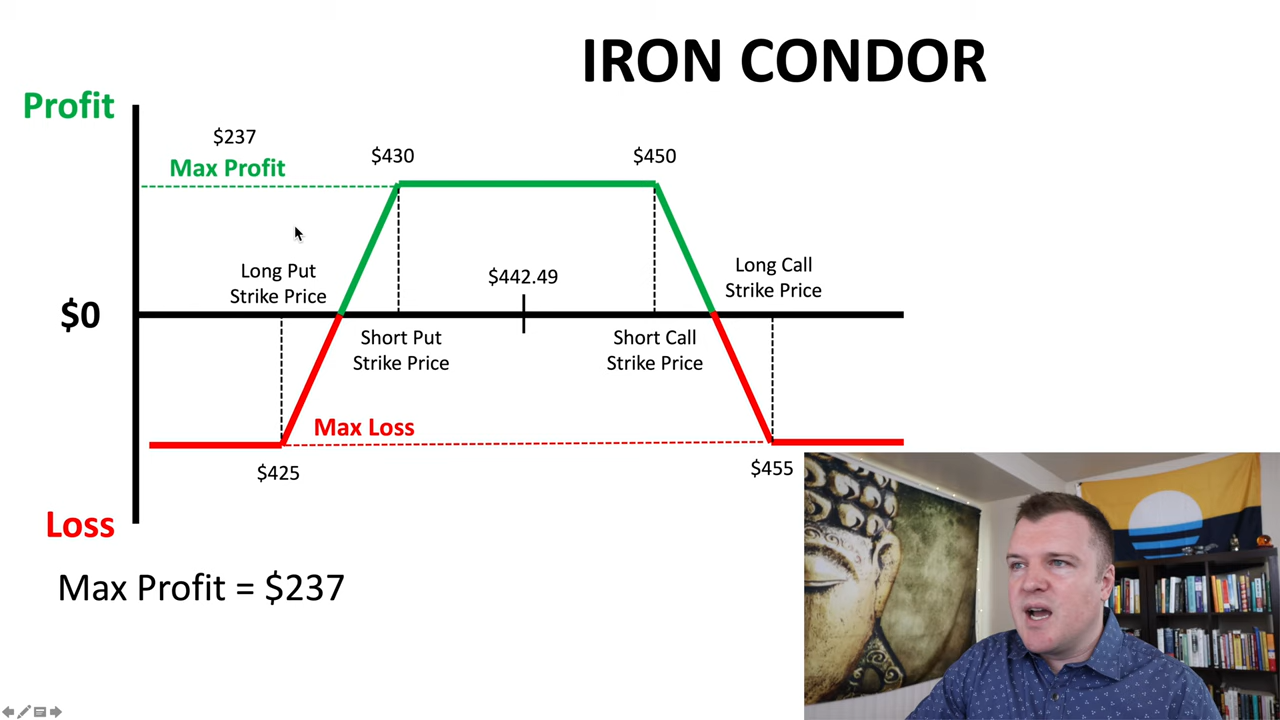 IRON CONDOR
Profit
$237
Max Profit
$430
$450
Long Put
Strike Price
$442.49
Long Call
Strike Price
$0
Short Put
Strike Price
Short Call
Strike Price
Max Loss
$425
$455
Loss
Max Profit = $237